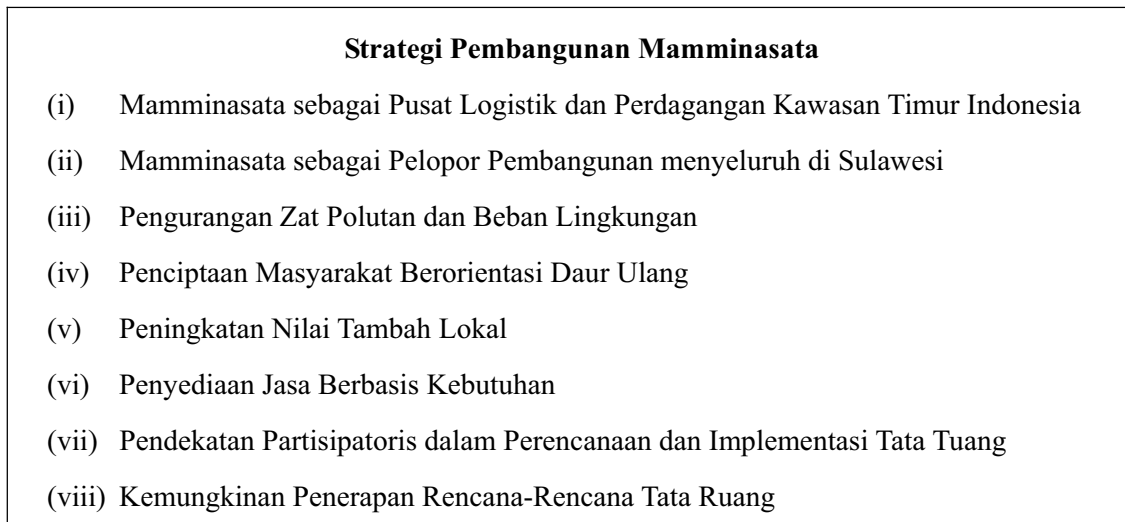 Strategi Pembangunan Mamminasata
(i) Mamminasata sebagai Pusat Logistik dan Perdagangan Kawasan Timur Indonesia
(ii) Mamminasata sebagai Pelopor Pembangunan menyeluruh di Sulawesi
(iii) Pengurangan Zat Polutan dan Beban Lingkungan
(iv) Penciptaan Masyarakat Berorientasi Daur Ulang
(v) Peningkatan Nilai Tambah Lokal
(vi) Penyediaan Jasa Berbasis Kebutuhan
(vii) Pendekatan Partisipatoris dalam Perencanaan dan Implementasi Tata Tuang
(viii) Kemungkinan Penerapan Rencana-Rencana Tata Ruang